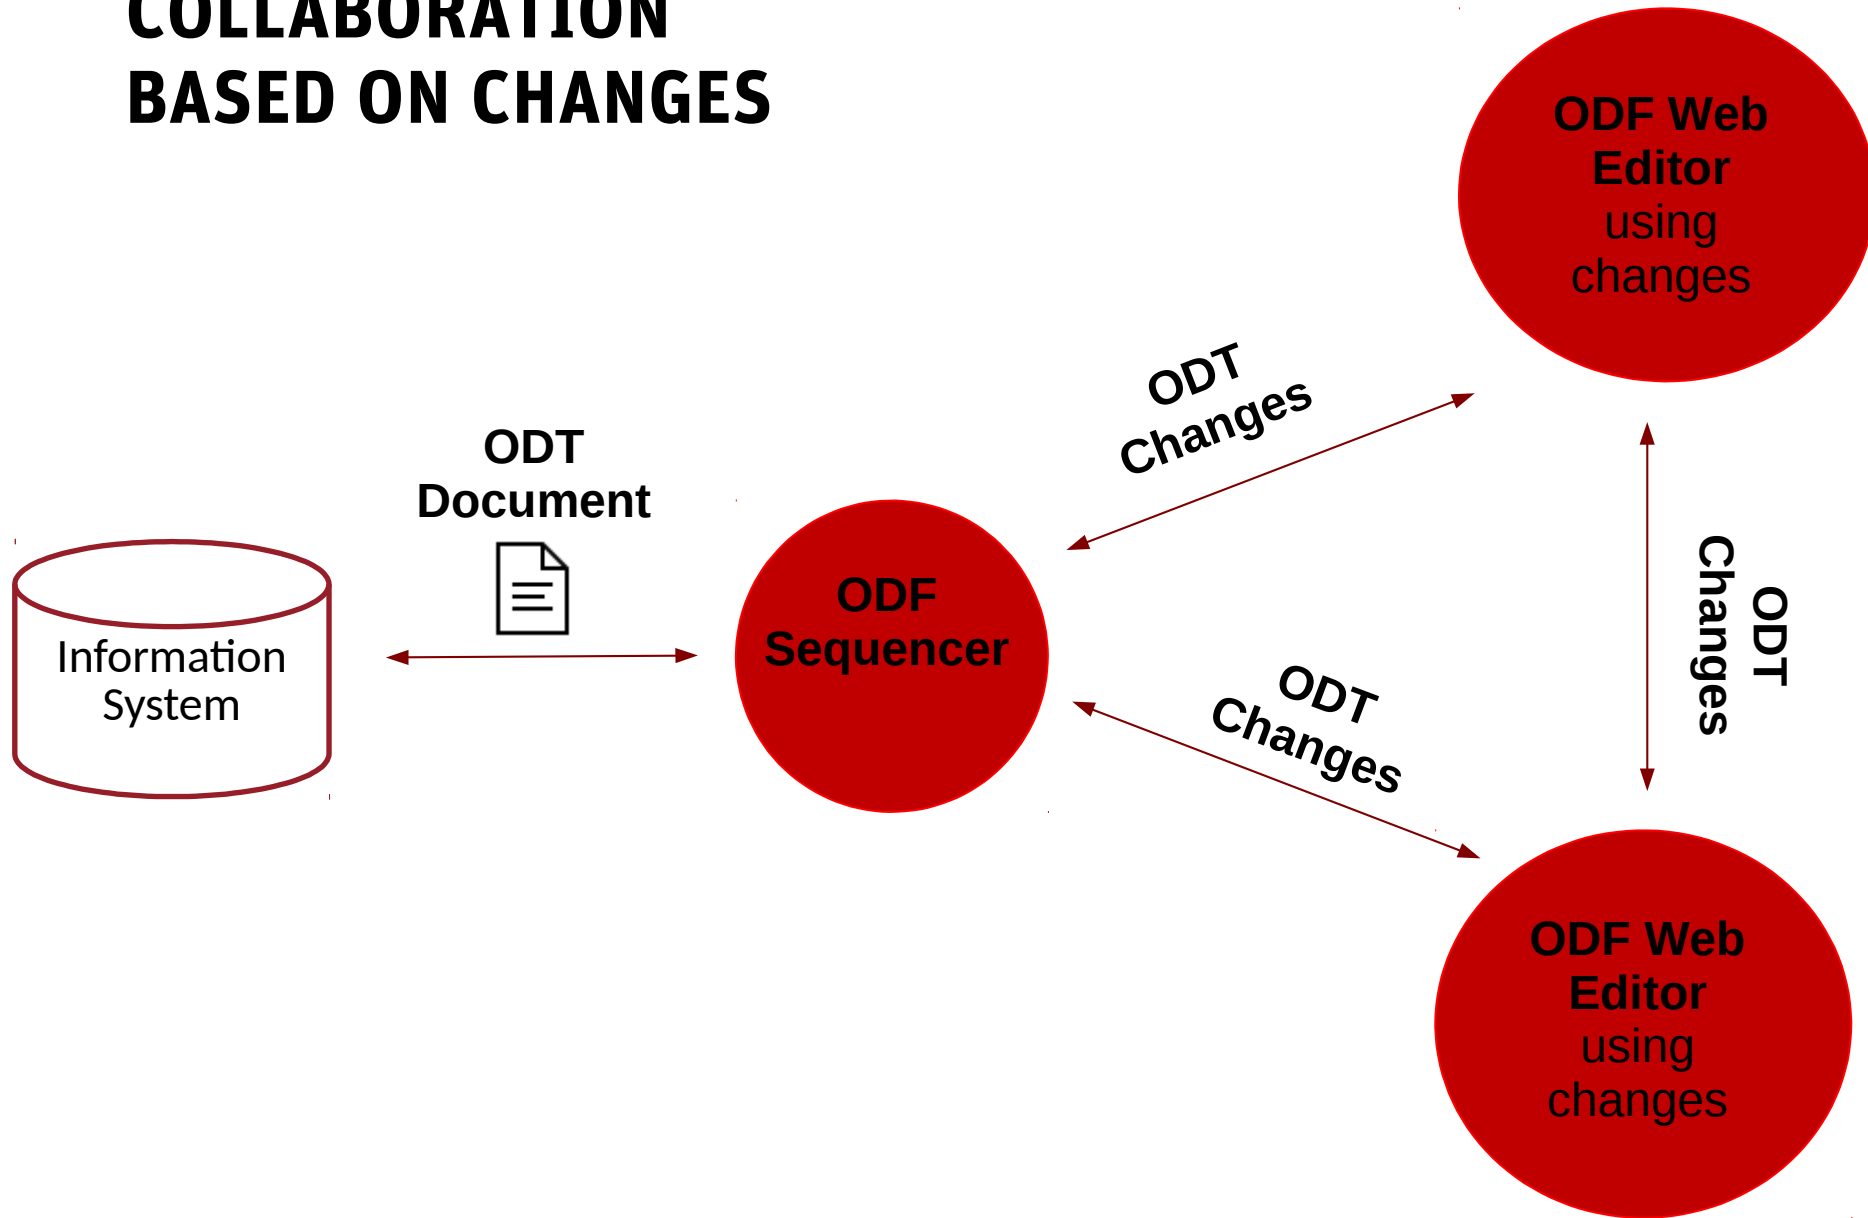 COLLABORATION
BASED ON CHANGES
ODF Web
Editor
using
changes
ODT
Changes
ODT
Document
Information
System
ODF
Sequencer
ODT
Changes
ODT
Changes
ODF Web
Editor
using
changes